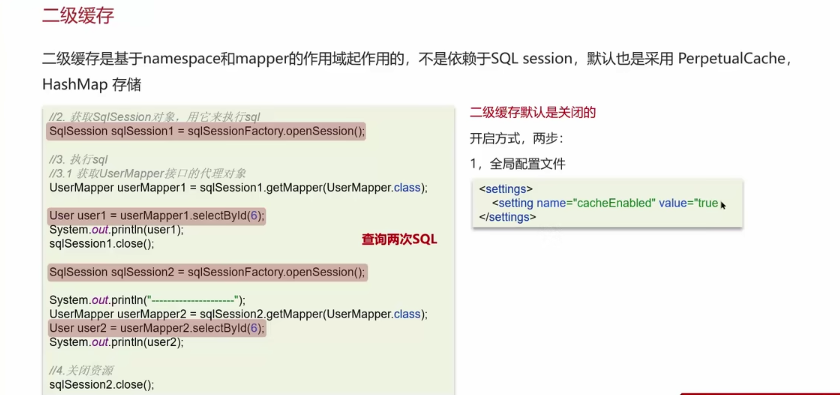 二级缓存
二级缓存是基于namespace和mapper的作用域起作用的，不是依赖于SQL session，默认也是采用 PerpetualCache，
HashMap 存储
//2. 获取SqlSession对象，用它来执行sql
SqlSession sqlSession1 = sqlSessionFactory.openSession();
//3. 执行sql
//3.1 获取UserMapper接口的代理对象
UserMapper userMapper1 = sqlSession1.getMapper(UserMapper.class);
User user1 = userMapper1.selectById(6);
System.out.println(user1);
sqlSession1.close();
查询两次SQL
SqlSession sqlSession2 = sqlSessionFactory.openSession();
System.out.println("---------------------");
UserMapper userMapper2 = sqlSession2.getMapper(UserMapper.class);
User user2 = userMapper2.selectById(6);
System.out.println(user2);
//4.关闭资源
sqlSession2.close();
二级缓存默认是关闭的
开启方式，两步：
1，全局配置文件
<settings>
<setting name="cacheEnabled" value="true
</settings>